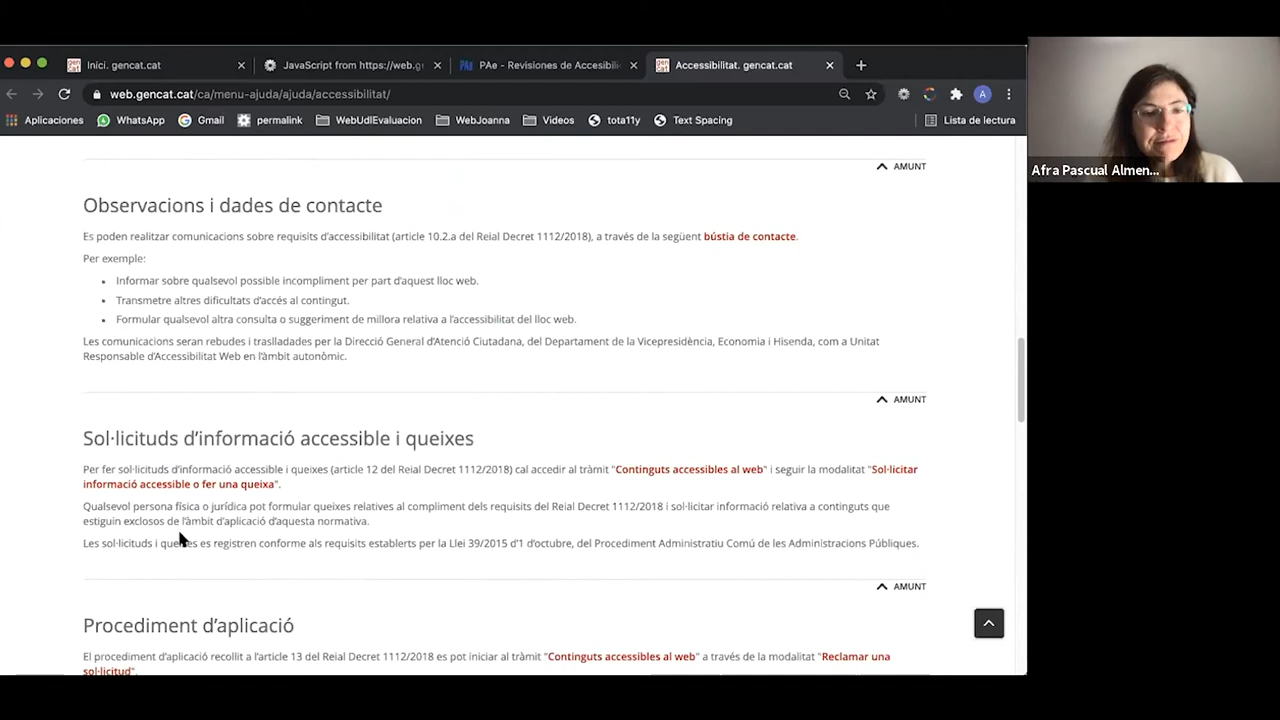 Inici. gencat.cat
JavaScript from https://web.g
PAe - Revisiones de Accesibili
Accessibilitat. gencat.cat
web.gencat.cat/ca/menu-ajuda/ajuda/accessibilitat/
Aplicaciones
WhatsApp
Gmail
permalink
WebUdlEvaluacion
WebJoanna
Videos
tota11y
Text Spacing
Lista de lectura
Afra Pascual Almen...
AMUNT
Observacions i dades de contacte
Es poden realitzar comunicacions sobre requisits d'accessibilitat (article 10.2.a del Reial Decret 1112/2018), a través de la següent bústia de contacte.
Per exemple:
Informar sobre qualsevol possible incompliment per part d'aquest lloc web.
Transmetre altres dificultats d'accés al contingut.
Formular qualsevol altra consulta o suggeriment de millora relativa a l'accessibilitat del lloc web.
Les comunicacions seran rebudes i traslladades per la Direcció General d'Atenció Ciutadana, del Departament de la Vicepresidència, Economia i Hisenda, com a Unitat
Responsable d'Accessibilitat Web en l'àmbit autonòmic.
AMUNT
Sol·licituds d'informació accessible i queixes
Per fer sol·licituds d'informació accessible i queixes (article 12 del Reial Decret 1112/2018) cal accedir al tràmit "Continguts accessibles al web" i seguir la modalitat "Sol·licitar
informació accessible o fer una queixa".
Qualsevol persona física o jurídica pot formular queixes relatives al compliment dels requisits del Reial Decret 1112/2018 i sol·licitar informació relativa a continguts que
estiguin exclosos de l'àmbit d'aplicació d'aquesta normativa.
Les sol·licituds i queixes es registren conforme als requisits establerts per la Llei 39/2015 d'1 d'octubre, del Procediment Administratiu Comú de les Administracions Públiques.
AMUNT
Procediment d'aplicació
El procediment d'aplicació recollit a l'article 13 del Reial Decret 1112/2018 es pot iniciar al tràmit "Continguts accessibles al web" a través de la modalitat "Reclamar una
sol·licitud".